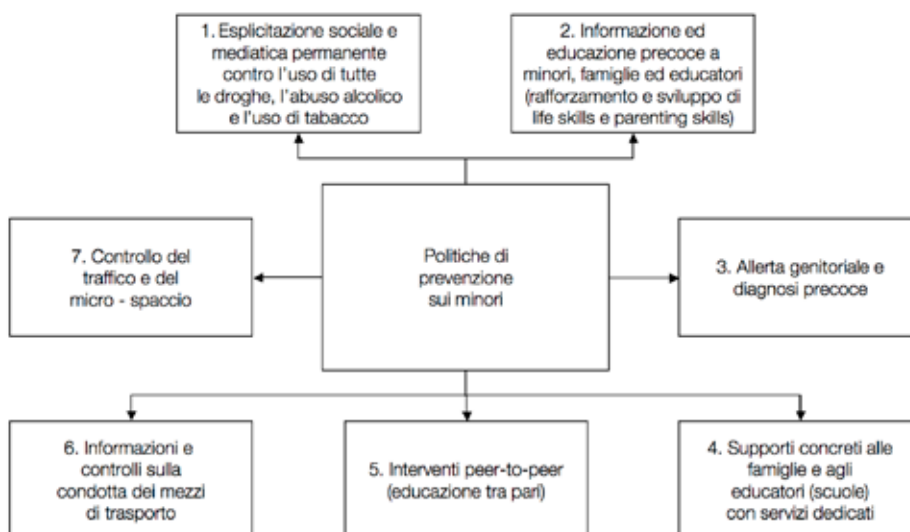 1. Esplicitazione sociale e
mediatica permanente
contro l'uso di tutte
le droghe, l'abuso alcolico
e l'uso di tabacco
2. Informazione ed
educazione precoce a
minori, famiglie ed educatori
(rafforzamento e sviluppo di
life skills e parenting skills)
7. Controllo del
traffico e del
micro - spaccio
Politiche di
prevenzione
sui minori
3. Allerta genitoriale e
diagnosi precoce
6. Informazioni e
controlli sulla
condotta dei mezzi
di trasporto
5. Interventi peer-to-peer
(educazione tra pari)
4. Supporti concreti alle
famiglie e agli
educatori (scuole)
con servizi dedicati